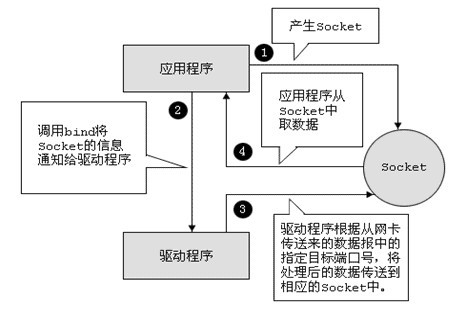 ❶
产生Socket
应用程序
❷
应用程序从
Socket中
取数据
调用bind将
Socket的信息
通知给驱动程序
❹
Socket
❸
驱动程序
驱动程序根据从网卡
传送来的数据报中的
指定目标端口号，将
处理后的数据传送到
相应的Socket中。